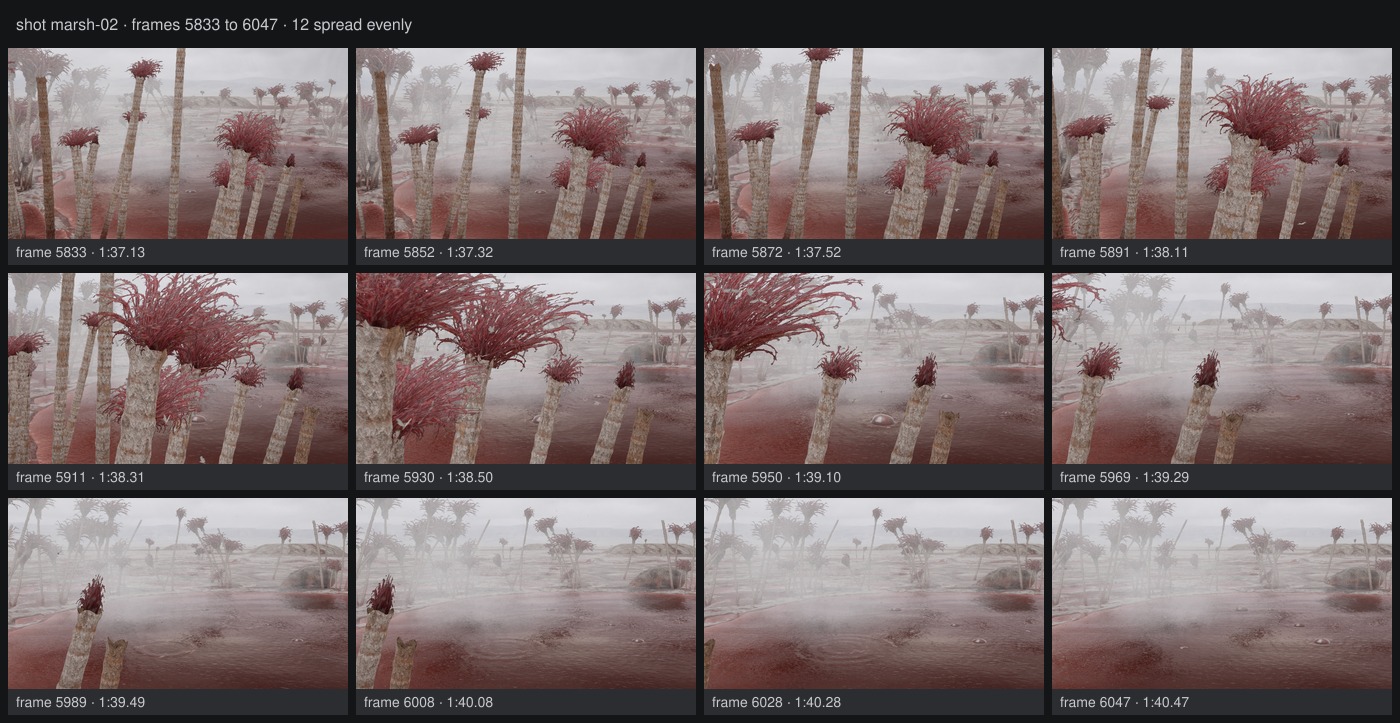 shot marsh-02 · frames 5833 to 6047 · 12 spread evenly
frame 5833 · 1:37.13
frame 5852 · 1:37.32
frame 5872 · 1:37.52
frame 5891 · 1:38.11
frame 5911 · 1:38.31
frame 5930 · 1:38.50
frame 5950 · 1:39.10
frame 5969 · 1:39.29
frame 5989 · 1:39.49
frame 6008 · 1:40.08
frame 6028 · 1:40.28
frame 6047 · 1:40.47